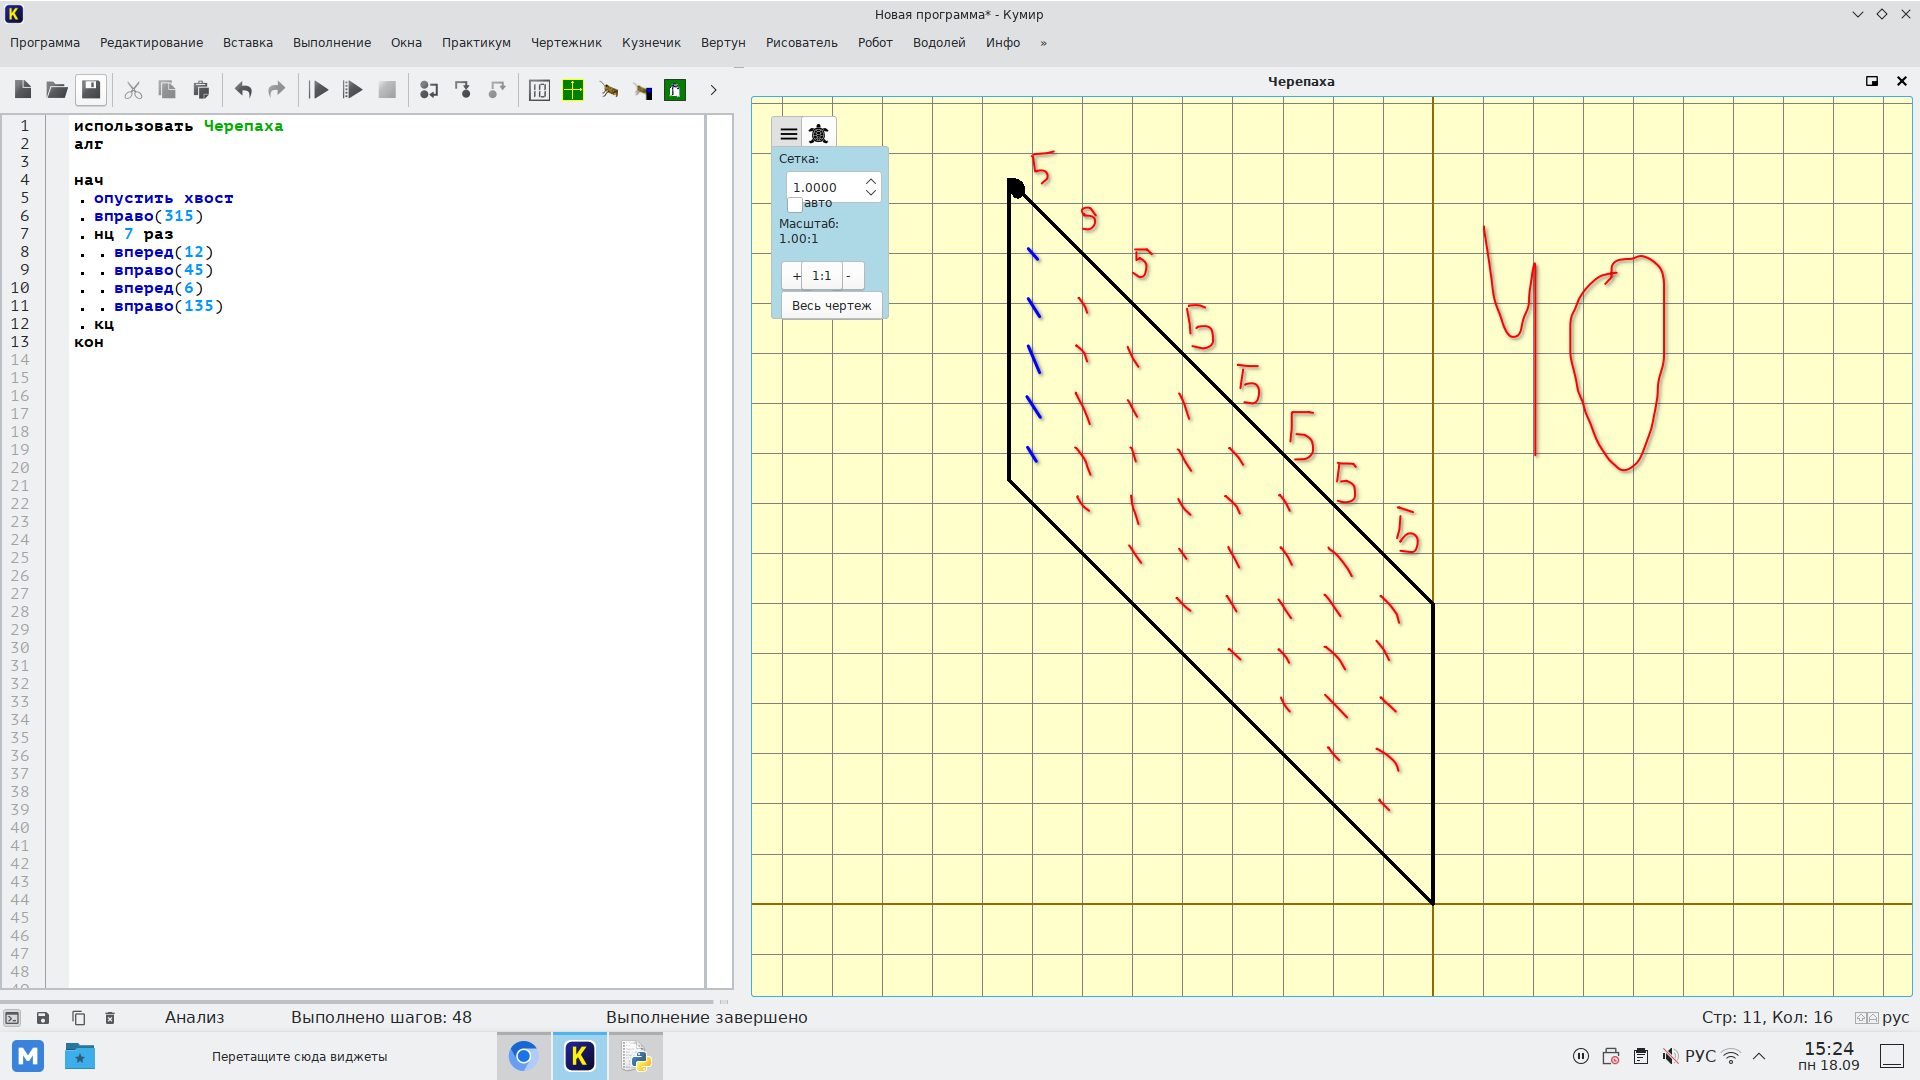 Новая программа* - Кумир
Программа Редактирование Вставка Выполнение Окна Практикум Чертежник Кузнечик Вертун Рисователь Робот Водолей Инфо »
Черепаха
1 использовать Черепаха
2 алг
3
4 нач
5 . опустить хвост
6 . вправо(315)
7 . нц 7 раз
8 . . вперед(12)
9 . . вправо(45)
10 . . вперед(6)
11 . . вправо(135)
12 . кц
13 кон
14
15
16
17
18
19
20
21
22
23
24
25
26
27
28
29
30
31
32
33
34
35
36
37
38
39
40
41
42
43
44
45
46
47
48
Сетка:
1.0000
авто
Масштаб:
1.00:1
+ 1:1 -
Весь чертеж
5
5
5
5
5
5
5
40
Анализ Выполнено шагов: 48 Выполнение завершено Стр: 11, Кол: 16 рус
Перетащите сюда виджеты
РУС
15:24
пн 18.09